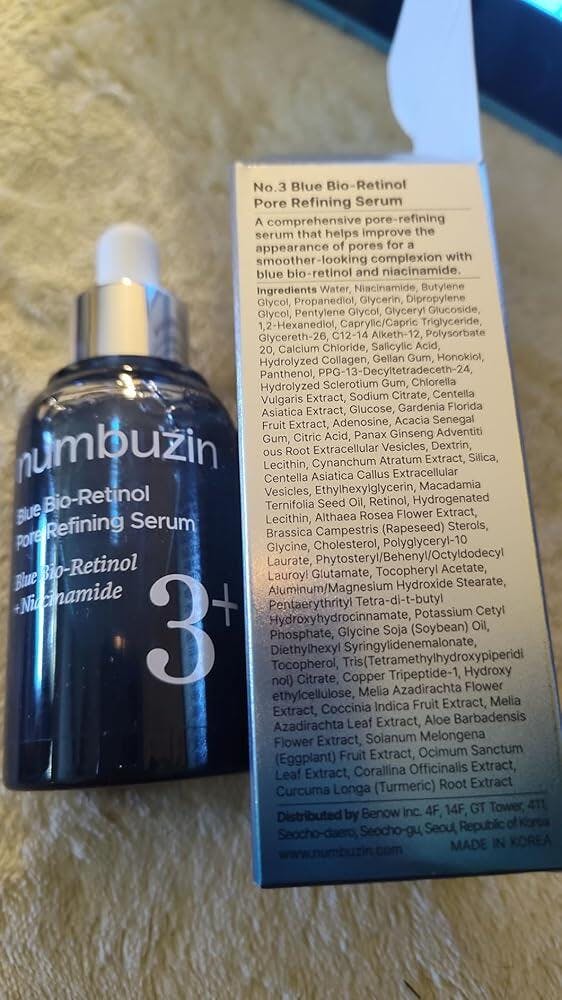 numbuzin
Blue Bio-Retinol
Pore Refining Serum
Blue Bio-Retinol
+Niacinamide
3+
No.3 Blue Bio-Retinol
Pore Refining Serum
A comprehensive pore-refining
serum that helps improve the
appearance of pores for a
smoother-looking complexion with
blue bio-retinol and niacinamide.
Ingredients Water, Niacinamide, Butylene
Glycol, Propanediol, Glycerin, Dipropylene
Glycol, Pentylene Glycol, Glyceryl Glucoside,
1,2-Hexanediol, Caprylic/Capric Triglyceride,
Glycereth-26, C12-14 Alketh-12, Polysorbate
20, Calcium Chloride, Salicylic Acid,
Hydrolyzed Collagen, Gellan Gum, Honokiol,
Panthenol, PPG-13-Decyltetradeceth-24,
Hydrolyzed Sclerotium Gum, Chlorella
Vulgaris Extract, Sodium Citrate, Centella
Asiatica Extract, Glucose, Gardenia Florida
Fruit Extract, Adenosine, Acacia Senegal
Gum, Citric Acid, Panax Ginseng Adventiti
ous Root Extracellular Vesicles, Dextrin,
Lecithin, Cynanchum Atratum Extract, Silica,
Centella Asiatica Callus Extracellular
Vesicles, Ethylhexylglycerin, Macadamia
Ternifolia Seed Oil, Retinol, Hydrogenated
Lecithin, Althaea Rosea Flower Extract,
Brassica Campestris (Rapeseed) Sterols,
Glycine, Cholesterol, Polyglyceryl-10
Laurate, Phytosteryl/Behenyl/Octyldodecyl
Lauroyl Glutamate, Tocopheryl Acetate,
Aluminum/Magnesium Hydroxide Stearate,
Pentaerythrityl Tetra-di-t-butyl
Hydroxyhydrocinnamate, Potassium Cetyl
Phosphate, Glycine Soja (Soybean) Oil,
Diethylhexyl Syringylidenemalonate,
Tocopherol, Tris(Tetramethylhydroxypiperidi
nol) Citrate, Copper Tripeptide-1, Hydroxy
ethylcellulose, Melia Azadirachta Flower
Extract, Coccinia Indica Fruit Extract, Melia
Azadirachta Leaf Extract, Aloe Barbadensis
Flower Extract, Solanum Melongena
(Eggplant) Fruit Extract, Ocimum Sanctum
Leaf Extract, Corallina Officinalis Extract,
Curcuma Longa (Turmeric) Root Extract
Distributed by Benow Inc. 4F, 14F, GT Tower, 411,
Seocho-daero, Seocho-gu, Seoul, Republic of Korea
www.numbuzin.com MADE IN KOREA